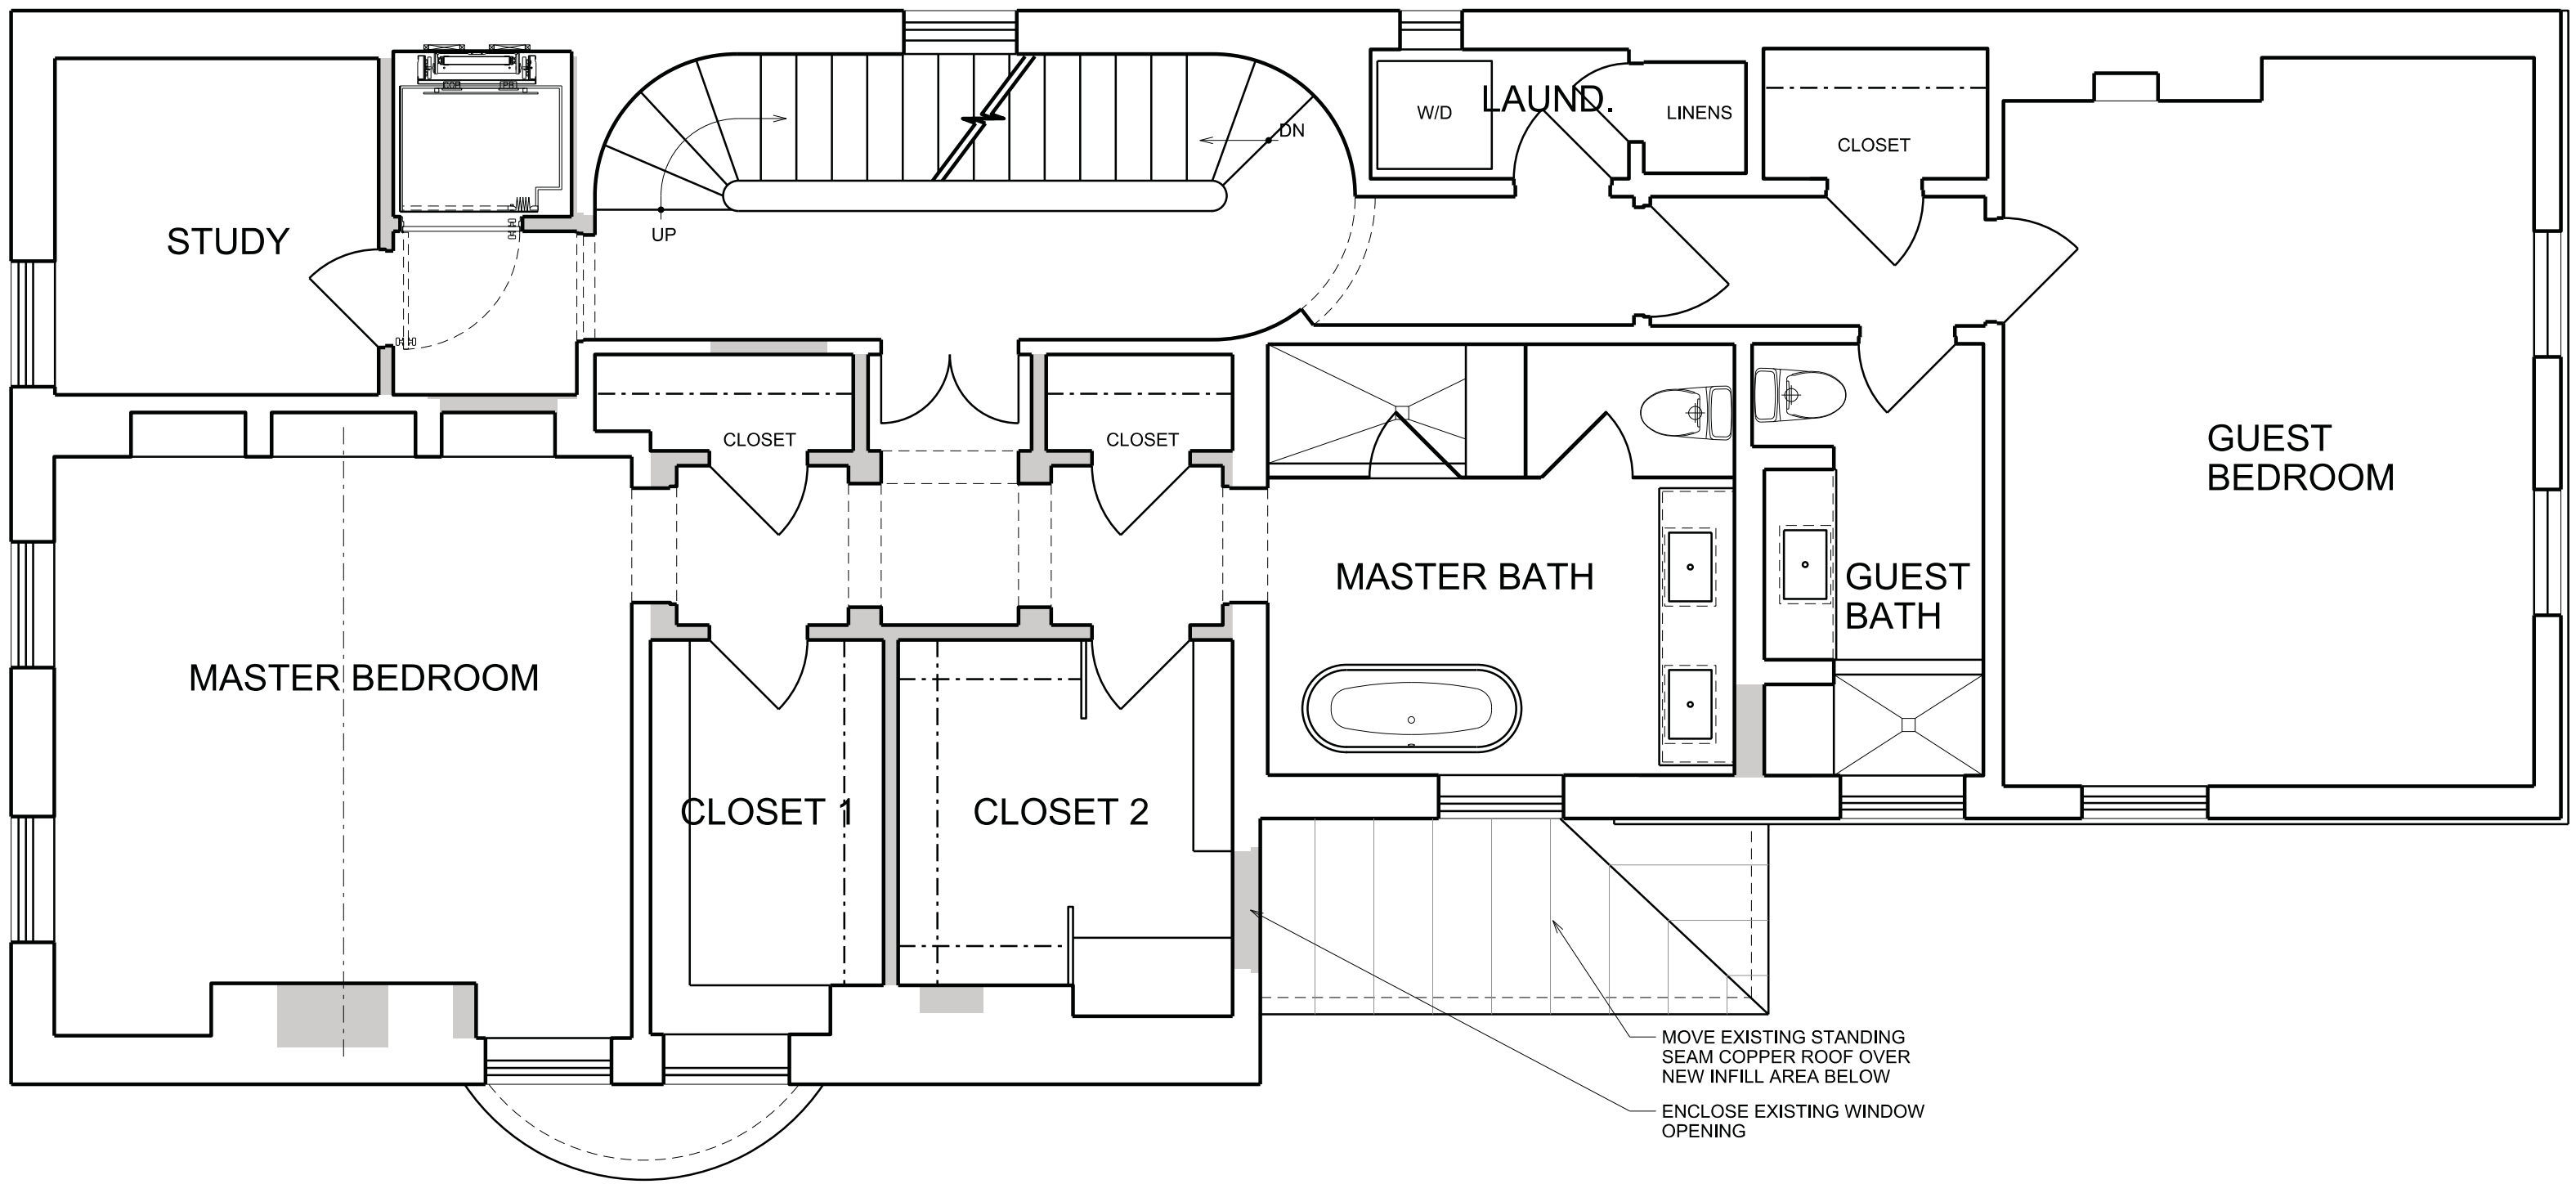 LAUND.
W/D
LINENS
DN
CLOSET
STUDY
UP
GUEST
BEDROOM
CLOSET
CLOSET
MASTER BATH
GUEST
BATH
MASTER BEDROOM
CLOSET 1
CLOSET 2
MOVE EXISTING STANDING
SEAM COPPER ROOF OVER
NEW INFILL AREA BELOW
ENCLOSE EXISTING WINDOW
OPENING